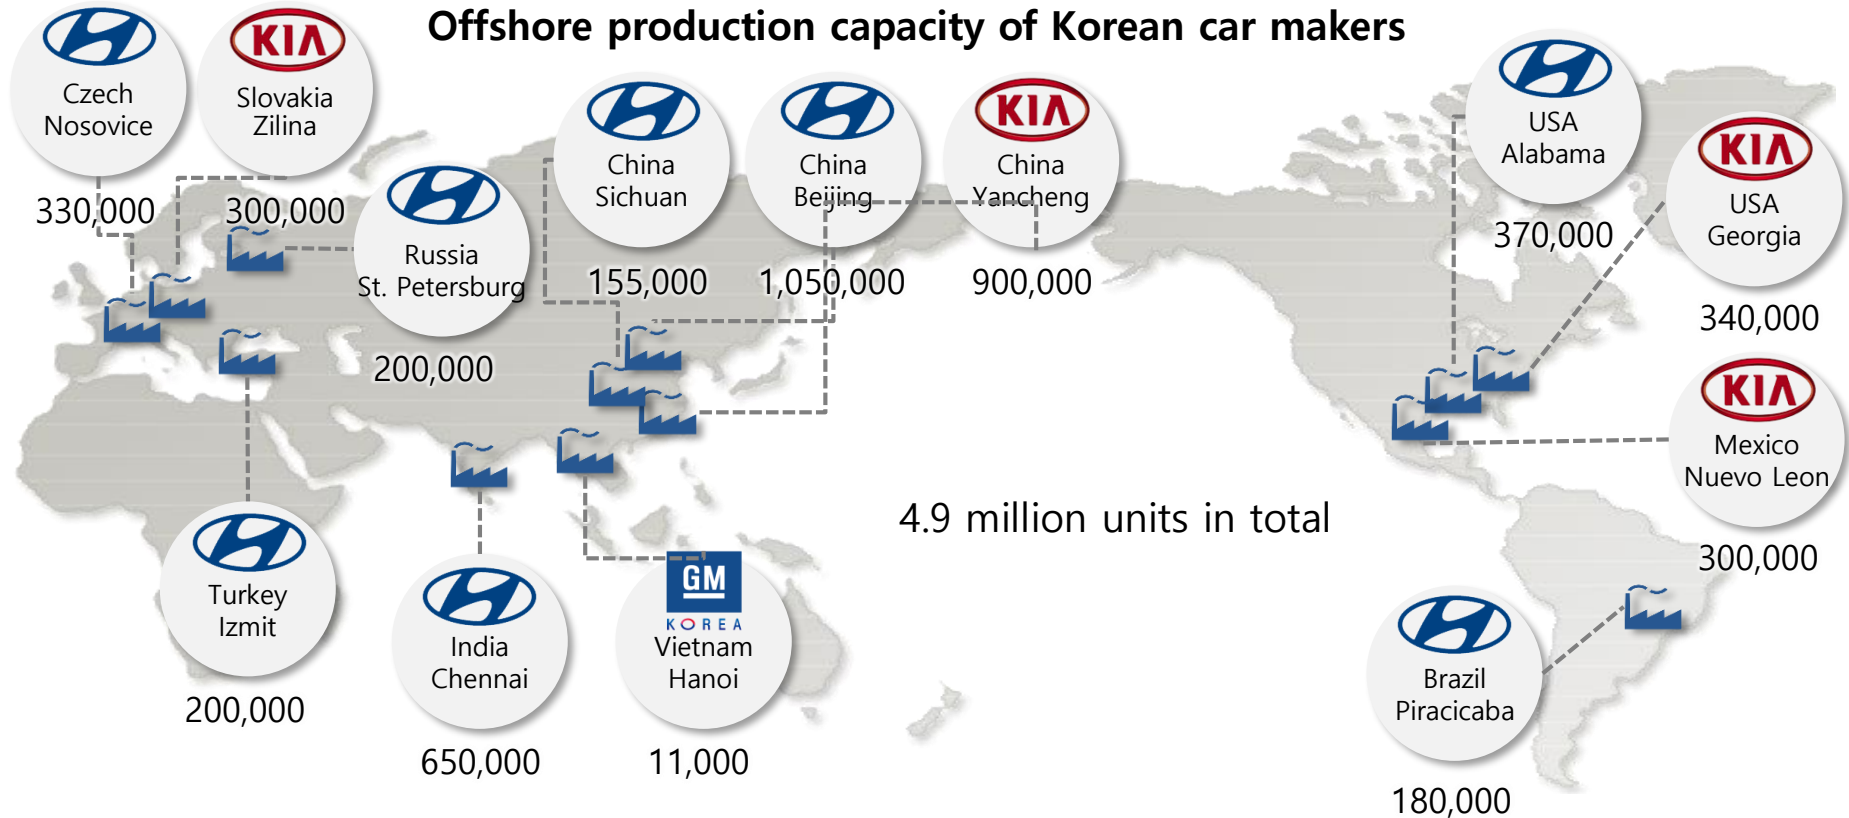 Offshore production capacity of Korean car makers
Czech
Nosovice
330,000
KIA
Slovakia
Zilina
300,000
Russia
St. Petersburg
200,000
China
Sichuan
155,000
China
Beijing
1,050,000
KIA
China
Yancheng
900,000
USA
Alabama
370,000
KIA
USA
Georgia
340,000
KIA
Mexico
Nuevo Leon
300,000
4.9 million units in total
Turkey
Izmit
200,000
India
Chennai
650,000
GM
KOREA
Vietnam
Hanoi
11,000
Brazil
Piracicaba
180,000